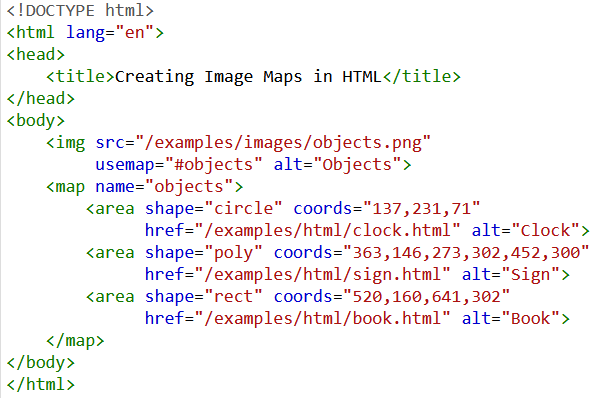 <!DOCTYPE html>
<html lang="en">
<head>
    <title>Creating Image Maps in HTML</title>
</head>
<body>
    <img src="/examples/images/objects.png"
         usemap="#objects" alt="Objects">
    <map name="objects">
        <area shape="circle" coords="137,231,71"
              href="/examples/html/clock.html" alt="Clock">
        <area shape="poly" coords="363,146,273,302,452,300"
              href="/examples/html/sign.html" alt="Sign">
        <area shape="rect" coords="520,160,641,302"
              href="/examples/html/book.html" alt="Book">
    </map>
</body>
</html>